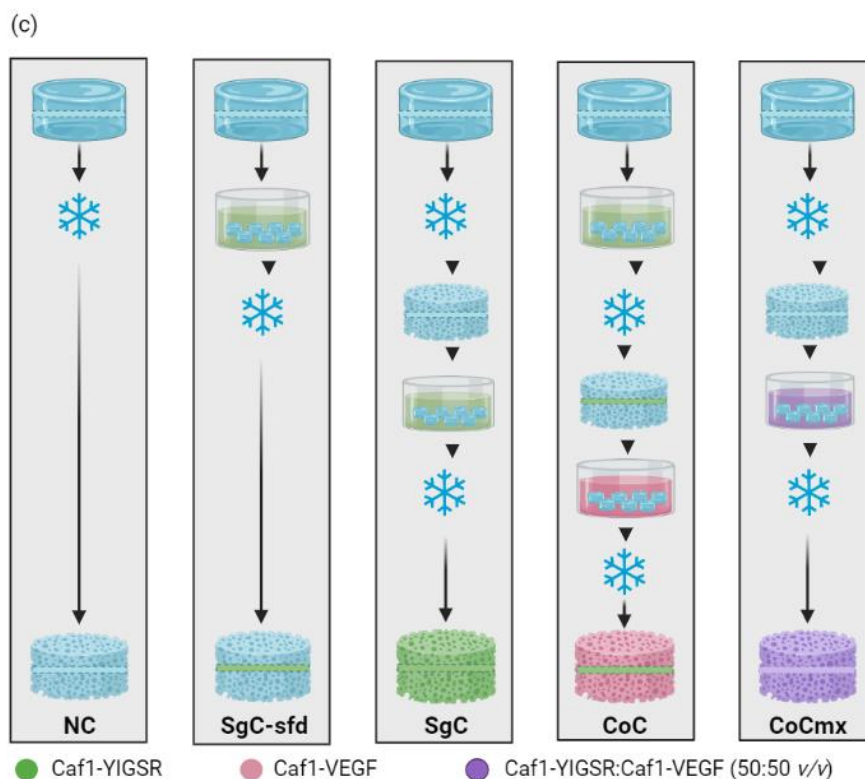 (c)
NC SgC-sfd SgC CoC CoCmx
Caf1-YIGSR Caf1-VEGF Caf1-YIGSR:Caf1-VEGF (50:50 v/v)